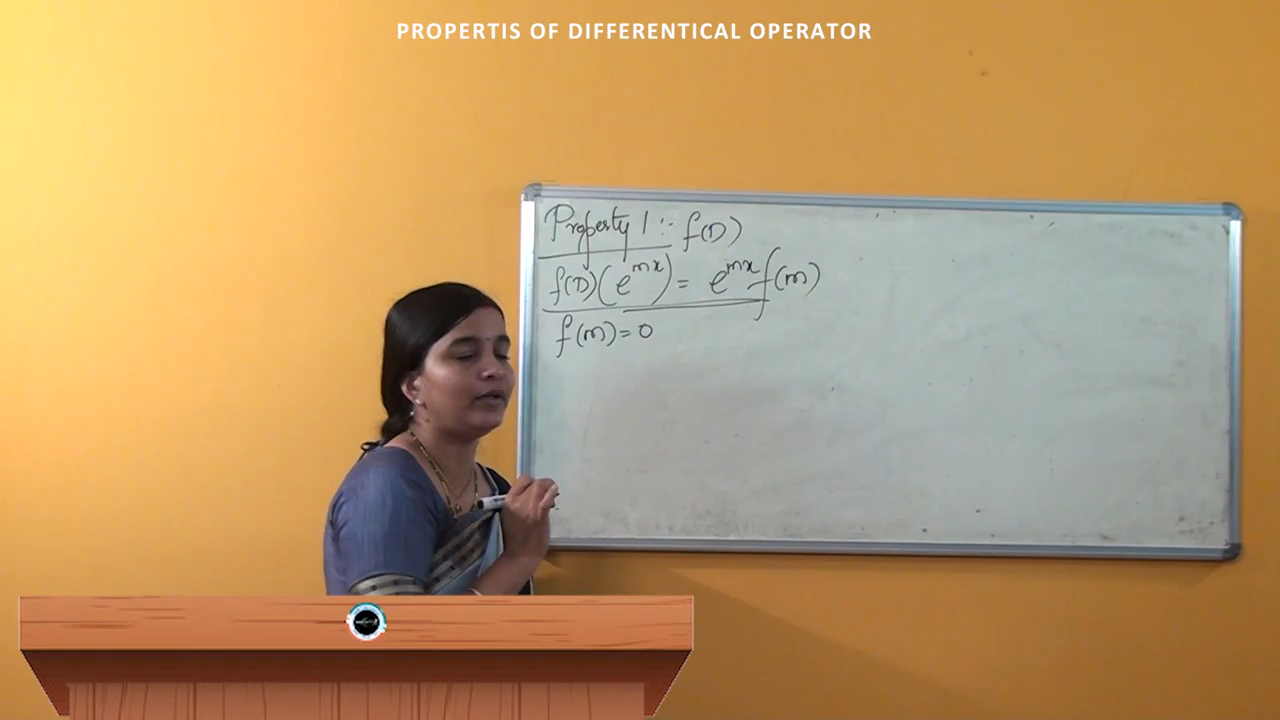 PROPERTIS OF DIFFERENTICAL OPERATOR
Property 1 :- f(D)
f(D)(e^{mx}) = e^{mx} f(m)
f(m)=0